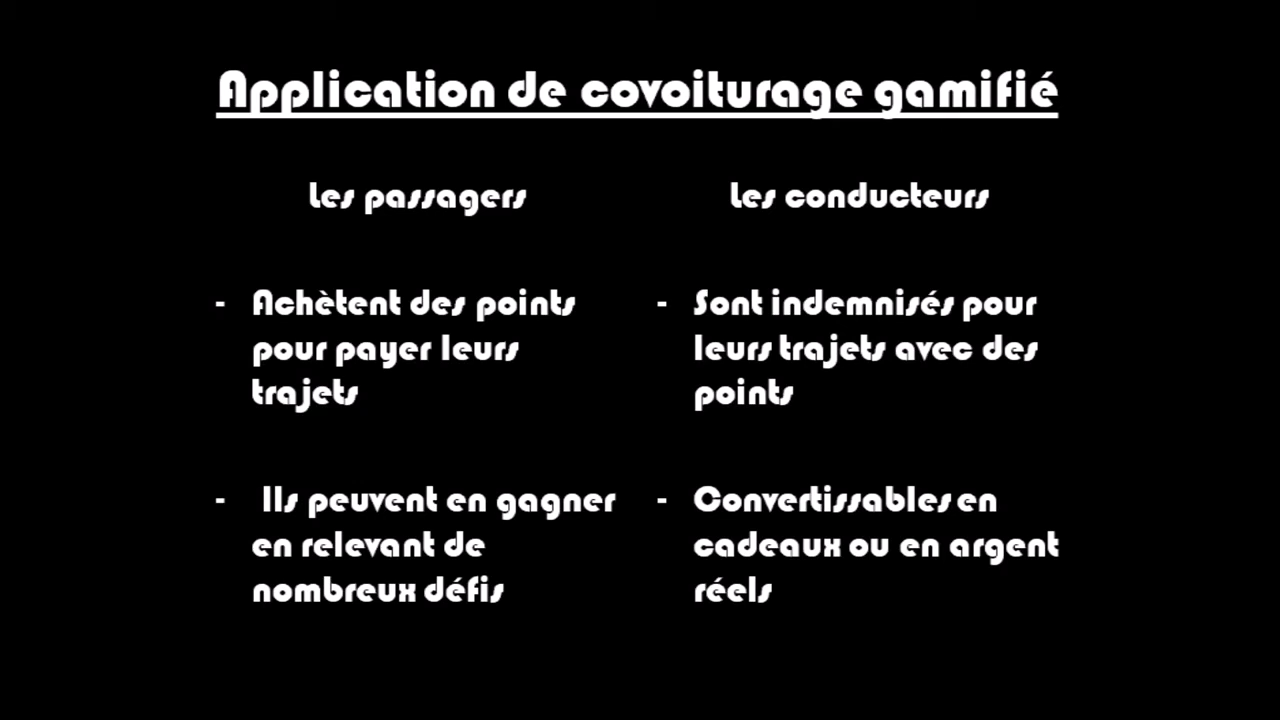 Application de covoiturage gamifié
Les passagers
- Achètent des points
pour payer leurs
trajets
- Ils peuvent en gagner
en relevant de
nombreux défis
Les conducteurs
- Sont indemnisés pour
leurs trajets avec des
points
- Convertissables en
cadeaux ou en argent
réels